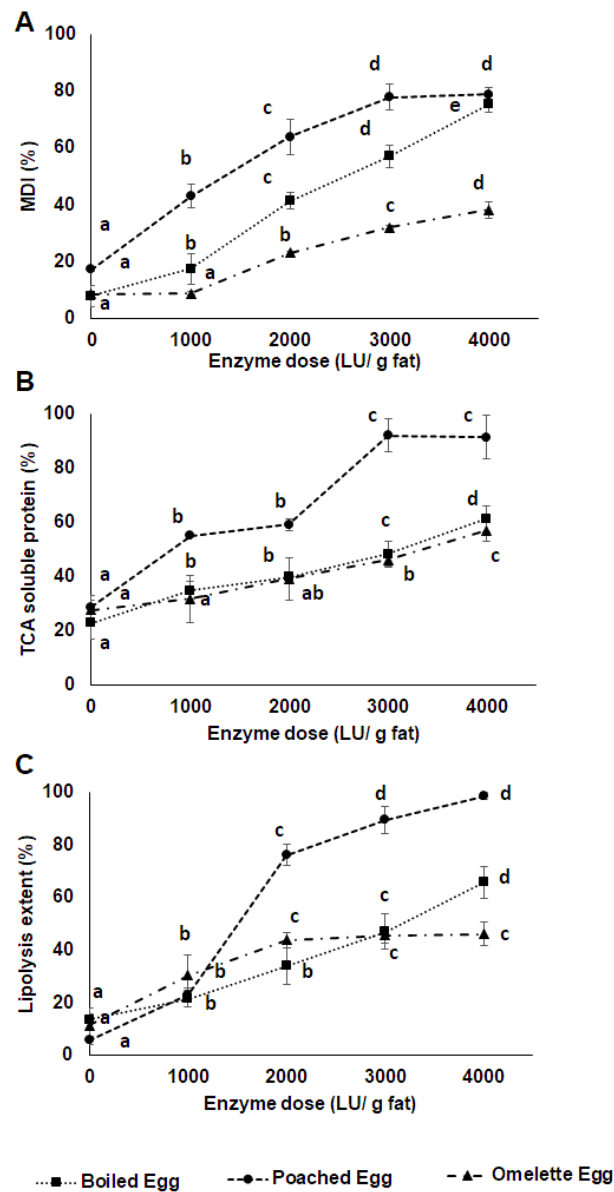 A
100
d
d
80
c
e
d
60
b
c
MDI (%)
40
d
a
c
b
20
a
b
a
a
0
0 1000 2000 3000 4000
Enzyme dose (LU/ g fat)
B
100
c
c
80
TCA soluble protein (%)
b
b
d
60
c
a
b
b
40
a
a
ab
b
c
20
a
0
0 1000 2000 3000 4000
Enzyme dose (LU/ g fat)
C
100
d
d
80
c
Lipolysis extent (%)
d
60
c
c
b
40
c
c
b
b
a
20
b
a
a
0
0 1000 2000 3000 4000
Enzyme dose (LU/ g fat)
Boiled Egg Poached Egg Omelette Egg